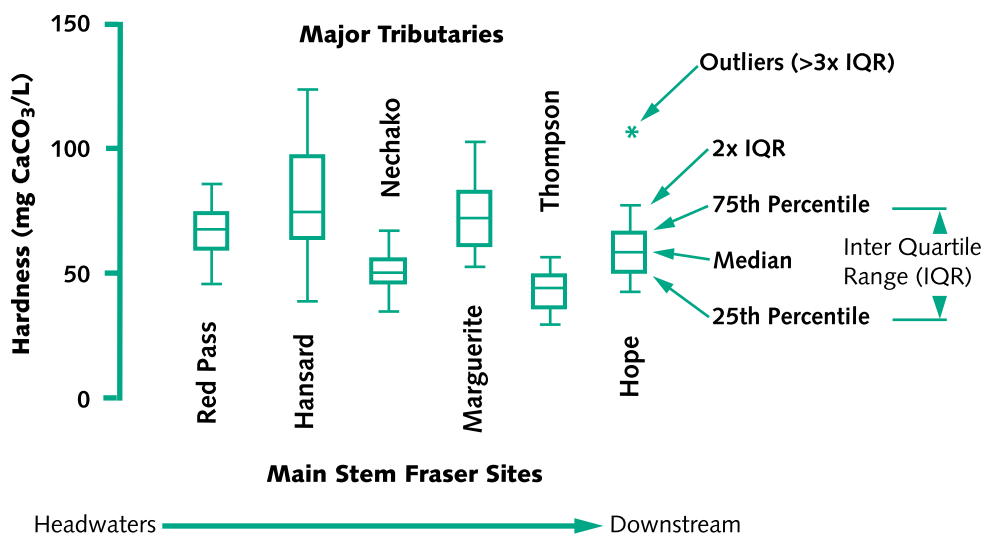 Major Tributaries
Hardness (mg CaCO3/L)
150
100
50
0
Red Pass
Hansard
Nechako
Marguerite
Thompson
Hope
Outliers (>3x IQR)
*
2x IQR
75th Percentile
Median
25th Percentile
Inter Quartile
Range (IQR)
Main Stem Fraser Sites
Headwaters
Downstream